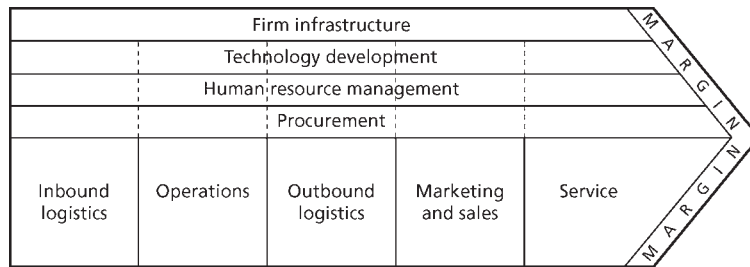 Firm infrastructure
Technology development
Human resource management
Procurement
Inbound
logistics
Operations
Outbound
logistics
Marketing
and sales
Service
MARGIN
MARGIN